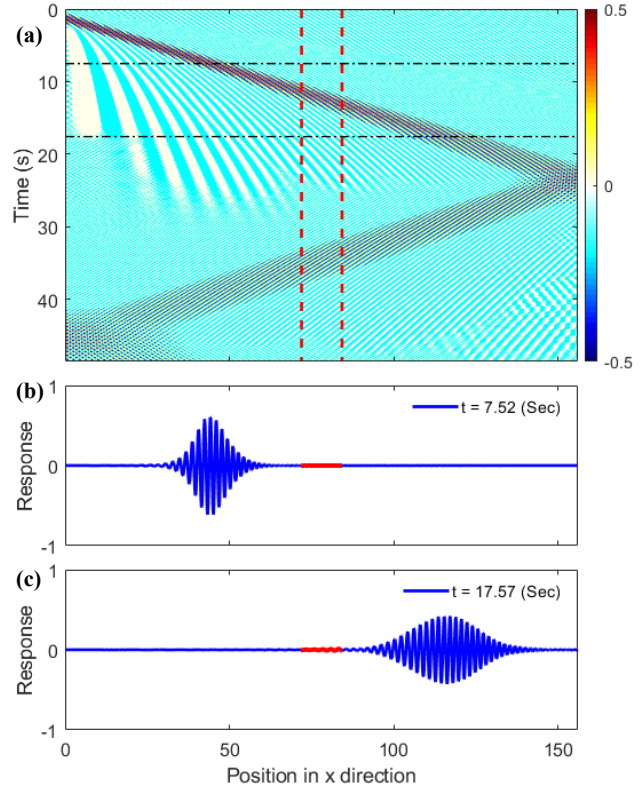 (a)
0
10
20
30
40
Time (s)
0.5
0
-0.5
(b)
1
0
-1
Response
t = 7.52 (Sec)
(c)
1
0
-1
Response
t = 17.57 (Sec)
0 50 100 150
Position in x direction